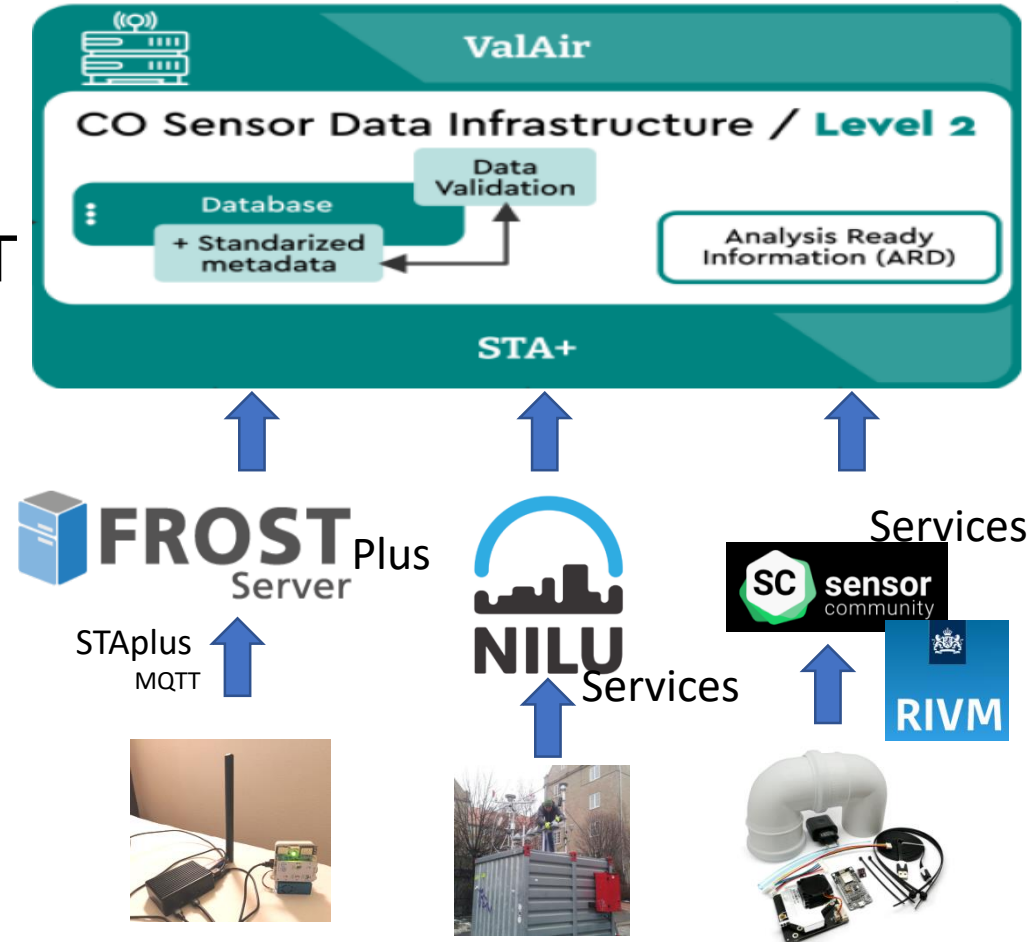 ValAir
CO Sensor Data Infrastructure / Level 2
Data
Validation
Database
+ Standarized
metadata
Analysis Ready
Information (ARD)
T
STA+
FROST
Server
Plus
NILU
Services
Services
SC sensor
community
RIVM
STAplus
MQTT